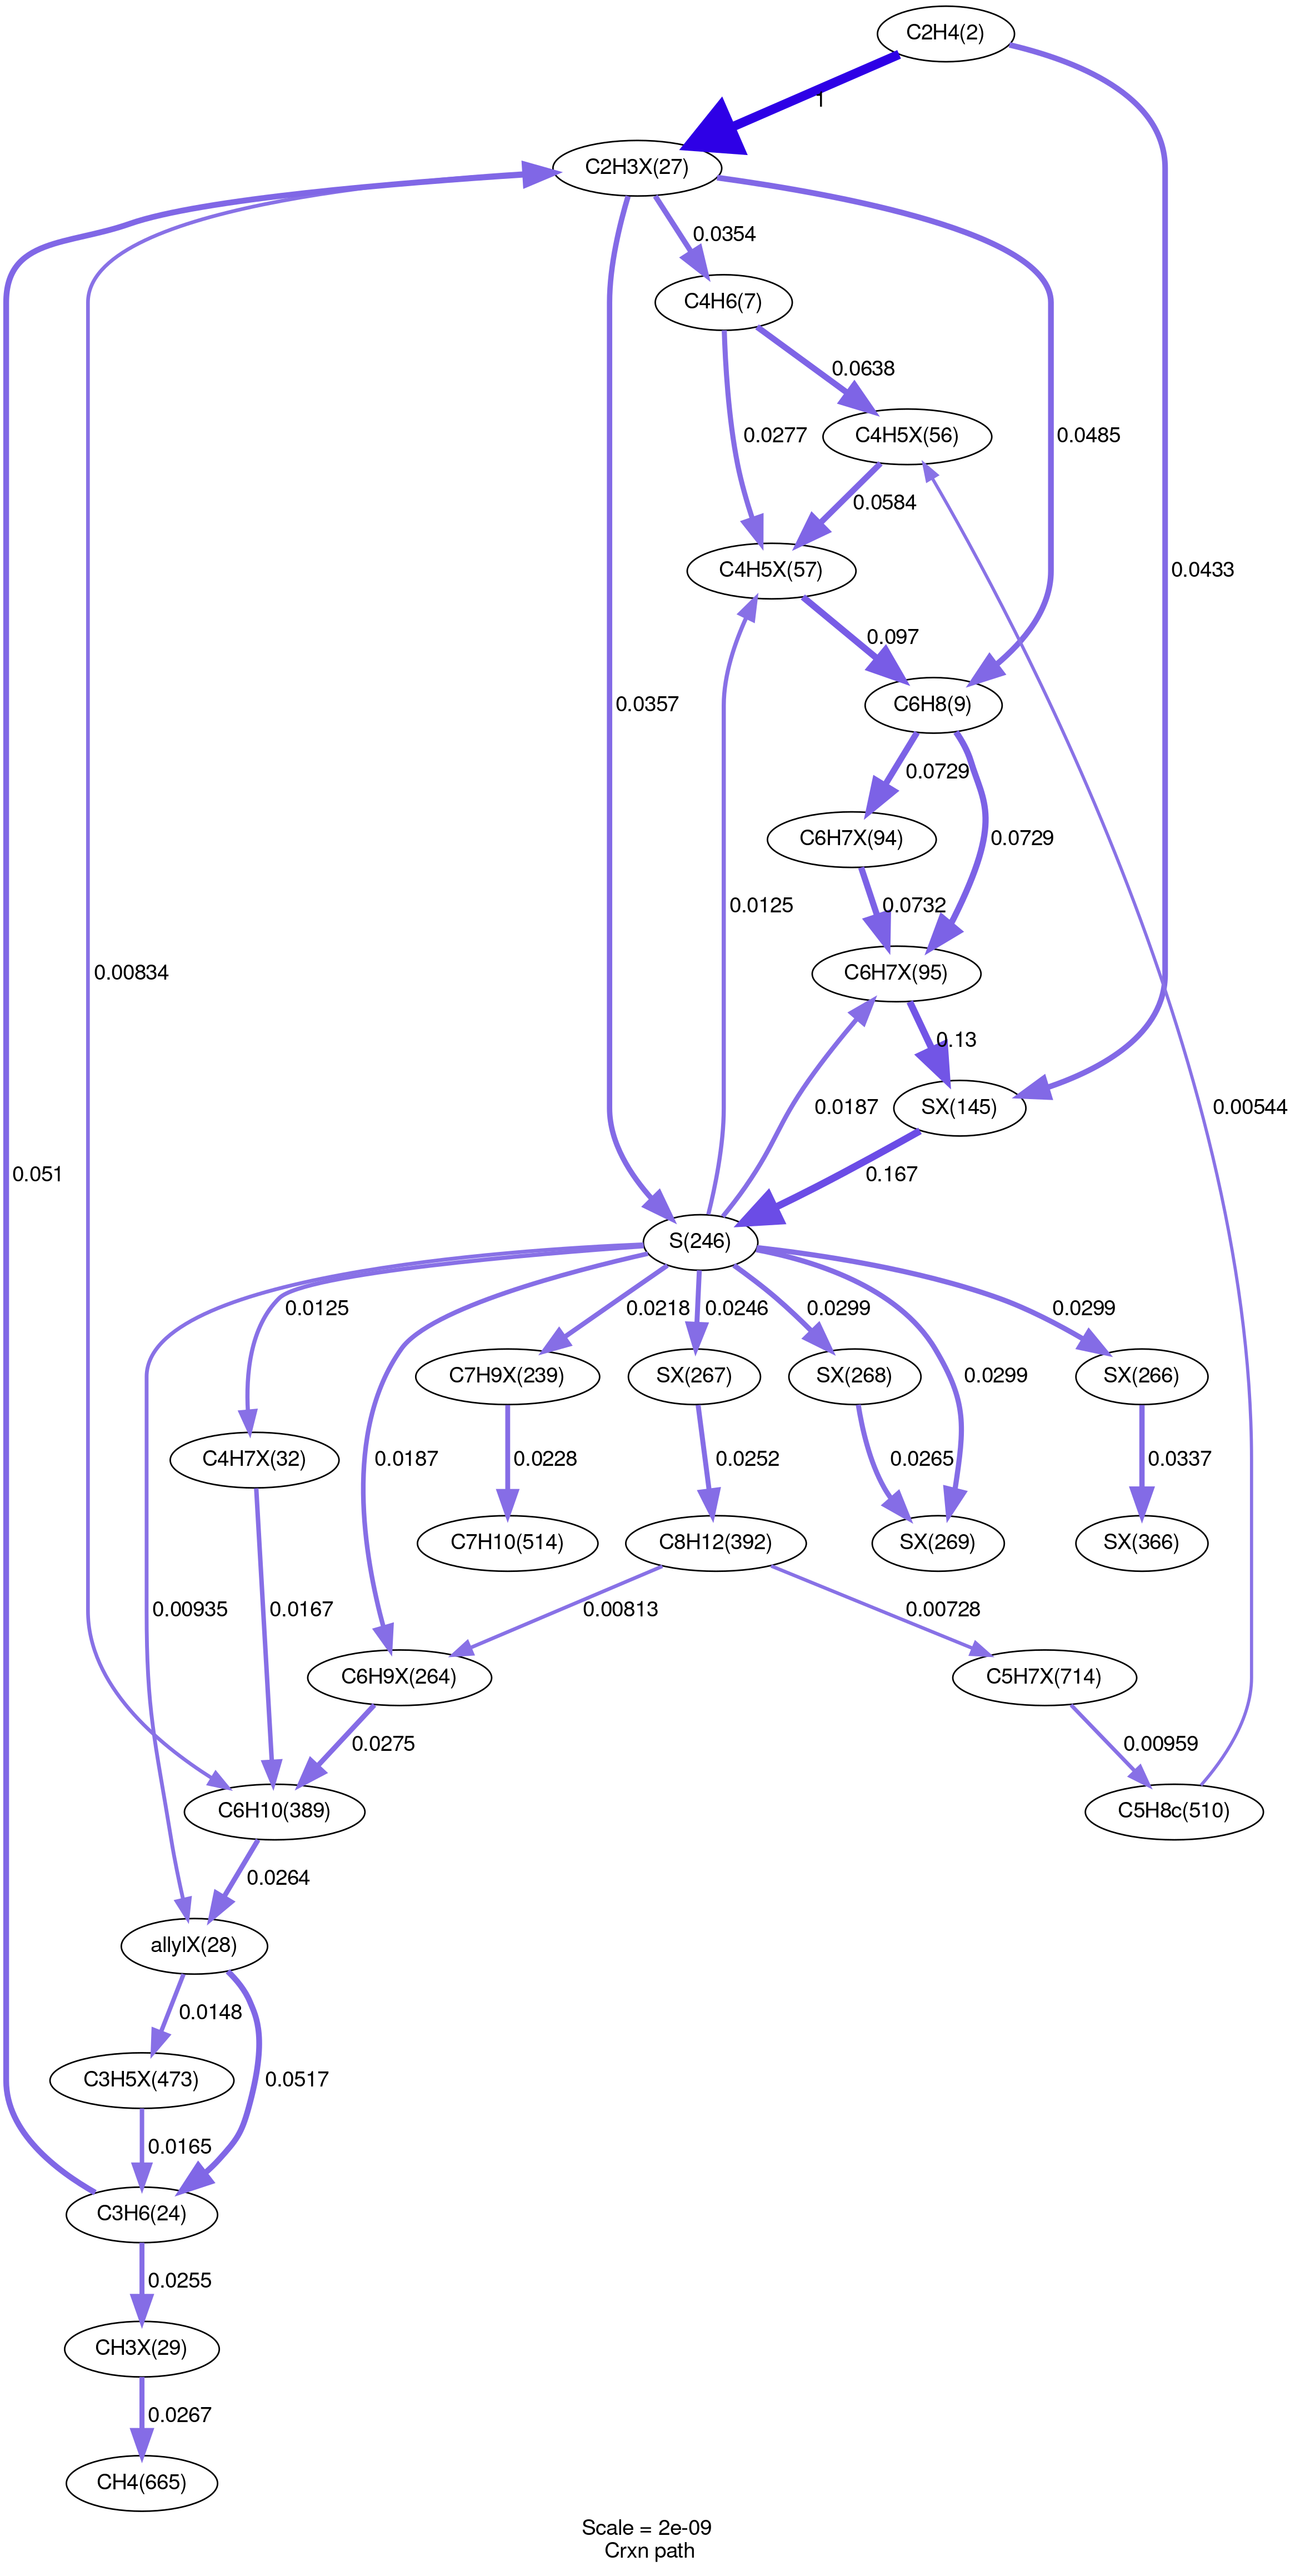 C2H4(2)
1
C2H3X(27)
0.0354
C4H6(7)
0.0638
0.0277
C4H5X(56)
0.0485
0.0584
C4H5X(57)
0.0433
0.097
C6H8(9)
0.0357
0.0729
C6H7X(94)
0.0729
0.0125
0.0732
0.00834
C6H7X(95)
0.13
SX(145)
0.0187
0.00544
0.051
0.167
S(246)
0.0125
0.0218
0.0246
0.0299
0.0299
C7H9X(239)
SX(267)
SX(268)
0.0299
SX(266)
C4H7X(32)
0.0187
0.0228
0.0252
0.0265
0.0337
C7H10(514)
C8H12(392)
SX(269)
SX(366)
0.00935
0.0167
0.00813
0.00728
C6H9X(264)
C5H7X(714)
0.0275
0.00959
C6H10(389)
C5H8c(510)
0.0264
allylX(28)
0.0148
C3H5X(473)
0.0517
0.0165
C3H6(24)
0.0255
CH3X(29)
0.0267
CH4(665)
Scale = 2e-09
Crxn path